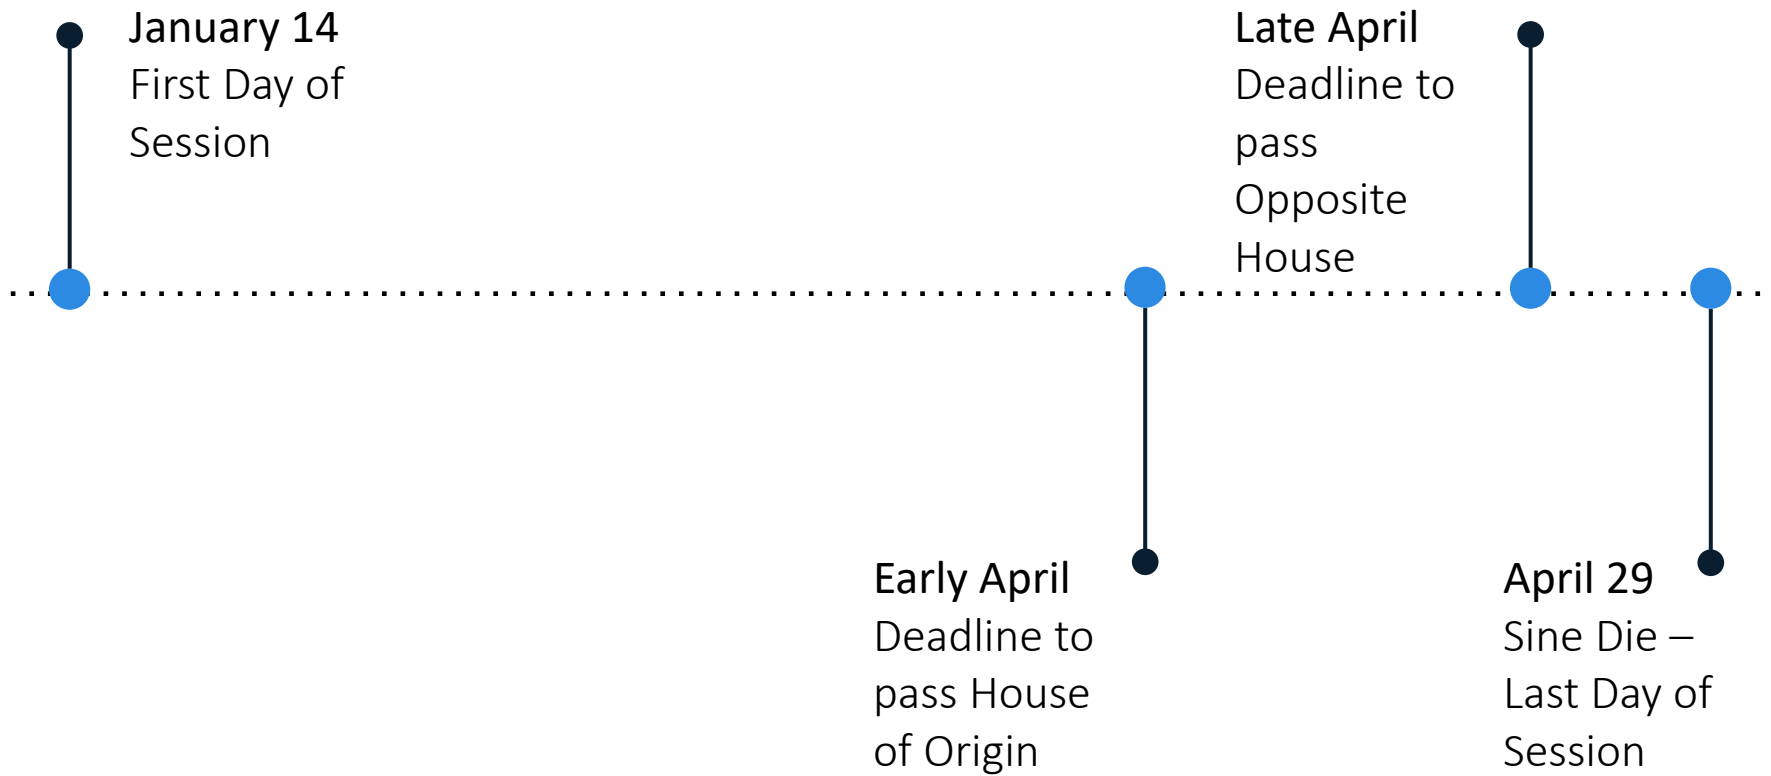 January 14
First Day of
Session
Early April
Deadline to
pass House
of Origin
Late April
Deadline to
pass
Opposite
House
April 29
Sine Die –
Last Day of
Session